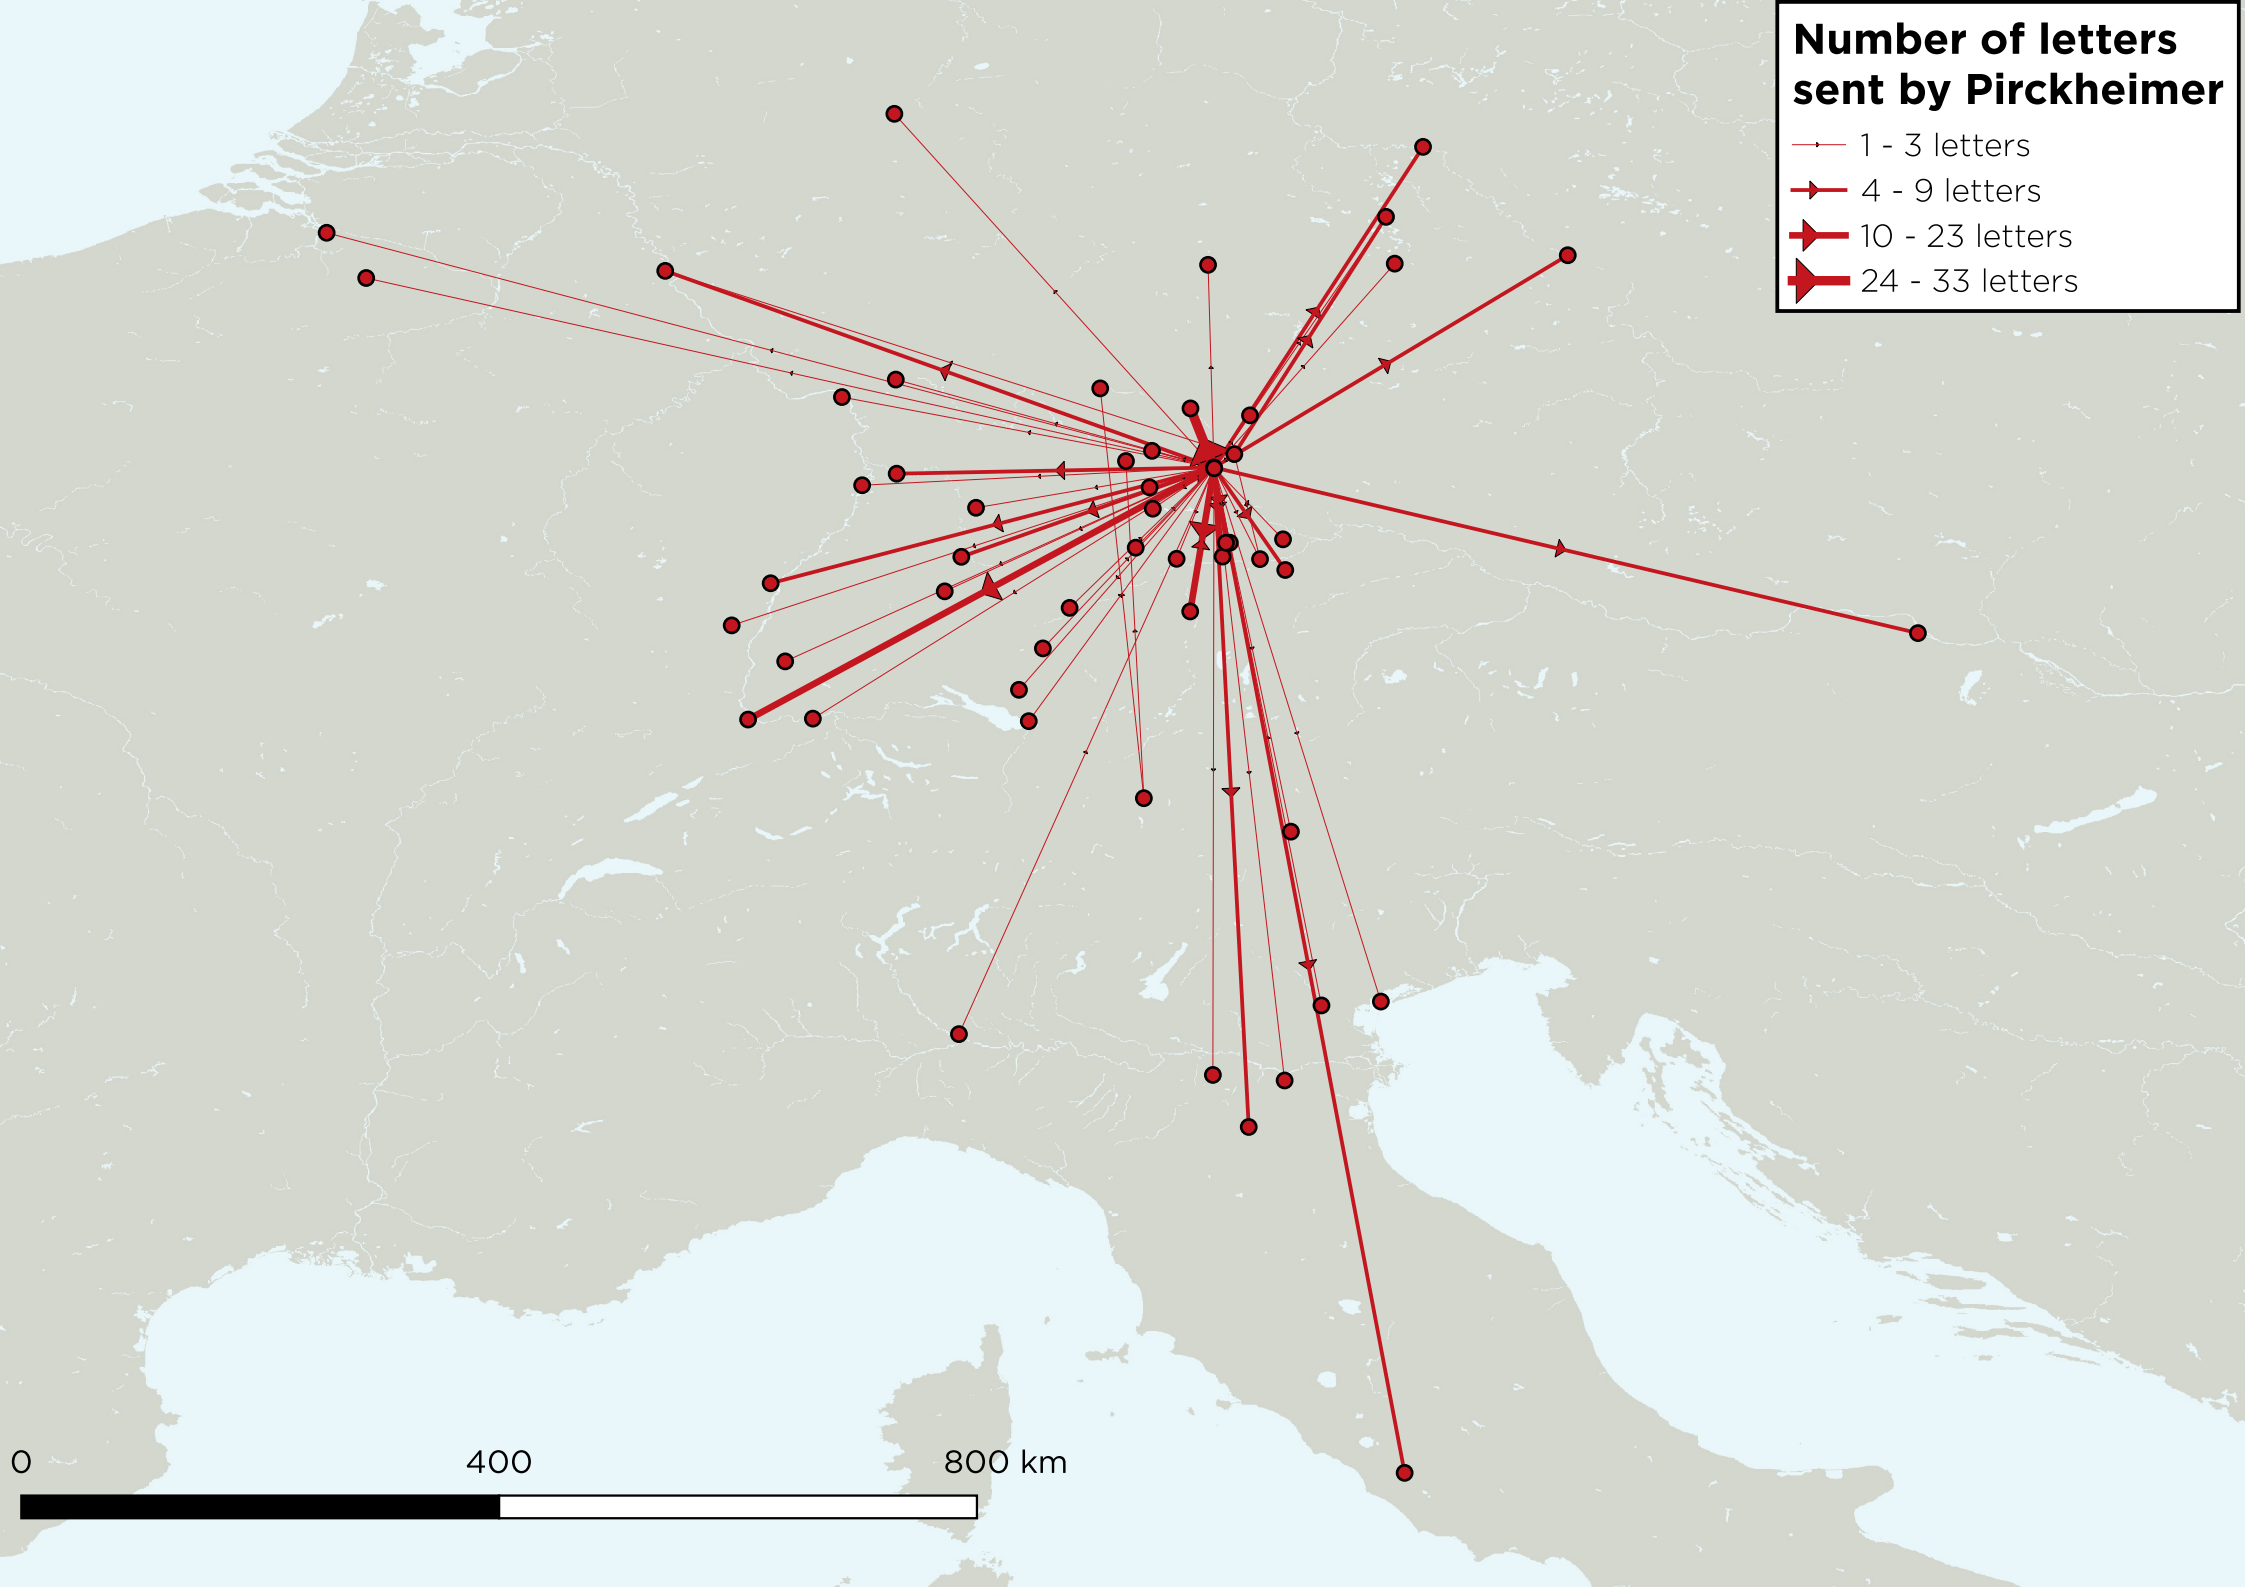 Number of letters
sent by Pirckheimer
1 - 3 letters
4 - 9 letters
10 - 23 letters
24 - 33 letters
0 400 800 km